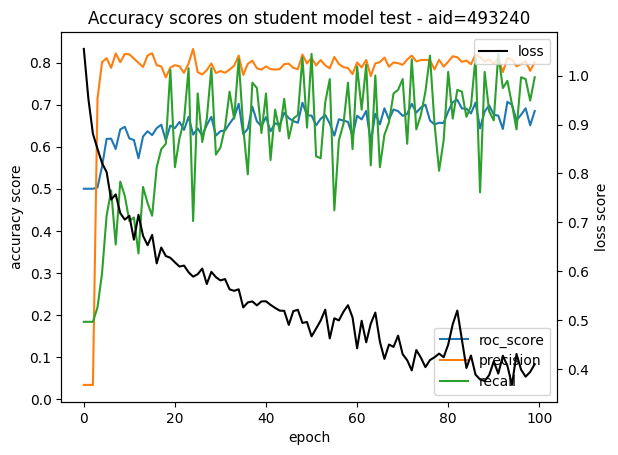 Accuracy scores on student model test - aid=493240
loss
0.8
0.7
0.6
0.5
0.4
0.3
0.2
0.1
0.0
accuracy score
1.0
0.9
0.8
0.7
0.6
0.5
0.4
loss score
roc_score
precision
recall
0
20
40
60
80
100
epoch